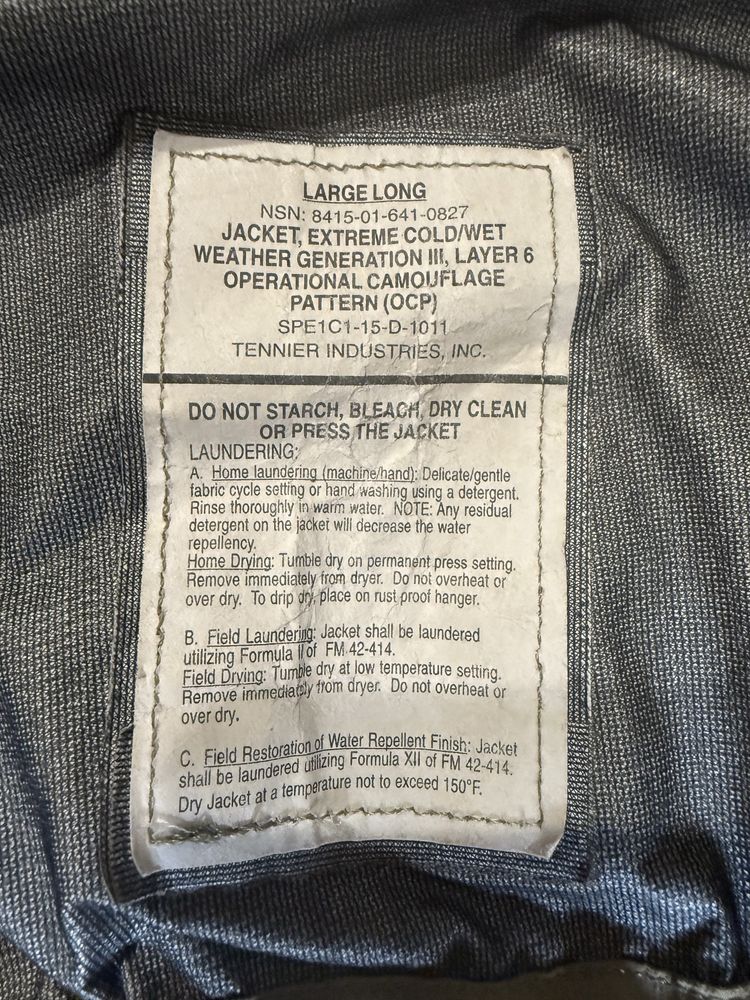 LARGE LONG
NSN: 8415-01-641-0827
JACKET, EXTREME COLD/WET
WEATHER GENERATION III, LAYER 6
OPERATIONAL CAMOUFLAGE
PATTERN (OCP)
SPE1C1-15-D-1011
TENNIER INDUSTRIES, INC.
DO NOT STARCH, BLEACH, DRY CLEAN
OR PRESS THE JACKET
LAUNDERING:
A. Home laundering (machine/hand): Delicate/gentle
fabric cycle setting or hand washing using a detergent.
Rinse thoroughly in warm water. NOTE: Any residual
detergent on the jacket will decrease the water
repellency.
Home Drying: Tumble dry on permanent press setting.
Remove immediately from dryer. Do not overheat or
over dry. To drip dry, place on rust proof hanger.
B. Field Laundering: Jacket shall be laundered
utilizing Formula II of FM 42-414.
Field Drying: Tumble dry at low temperature setting.
Remove immediately from dryer. Do not overheat or
over dry.
C. Field Restoration of Water Repellent Finish: Jacket
shall be laundered utilizing Formula XII of FM 42-414.
Dry Jacket at a temperature not to exceed 150°F.